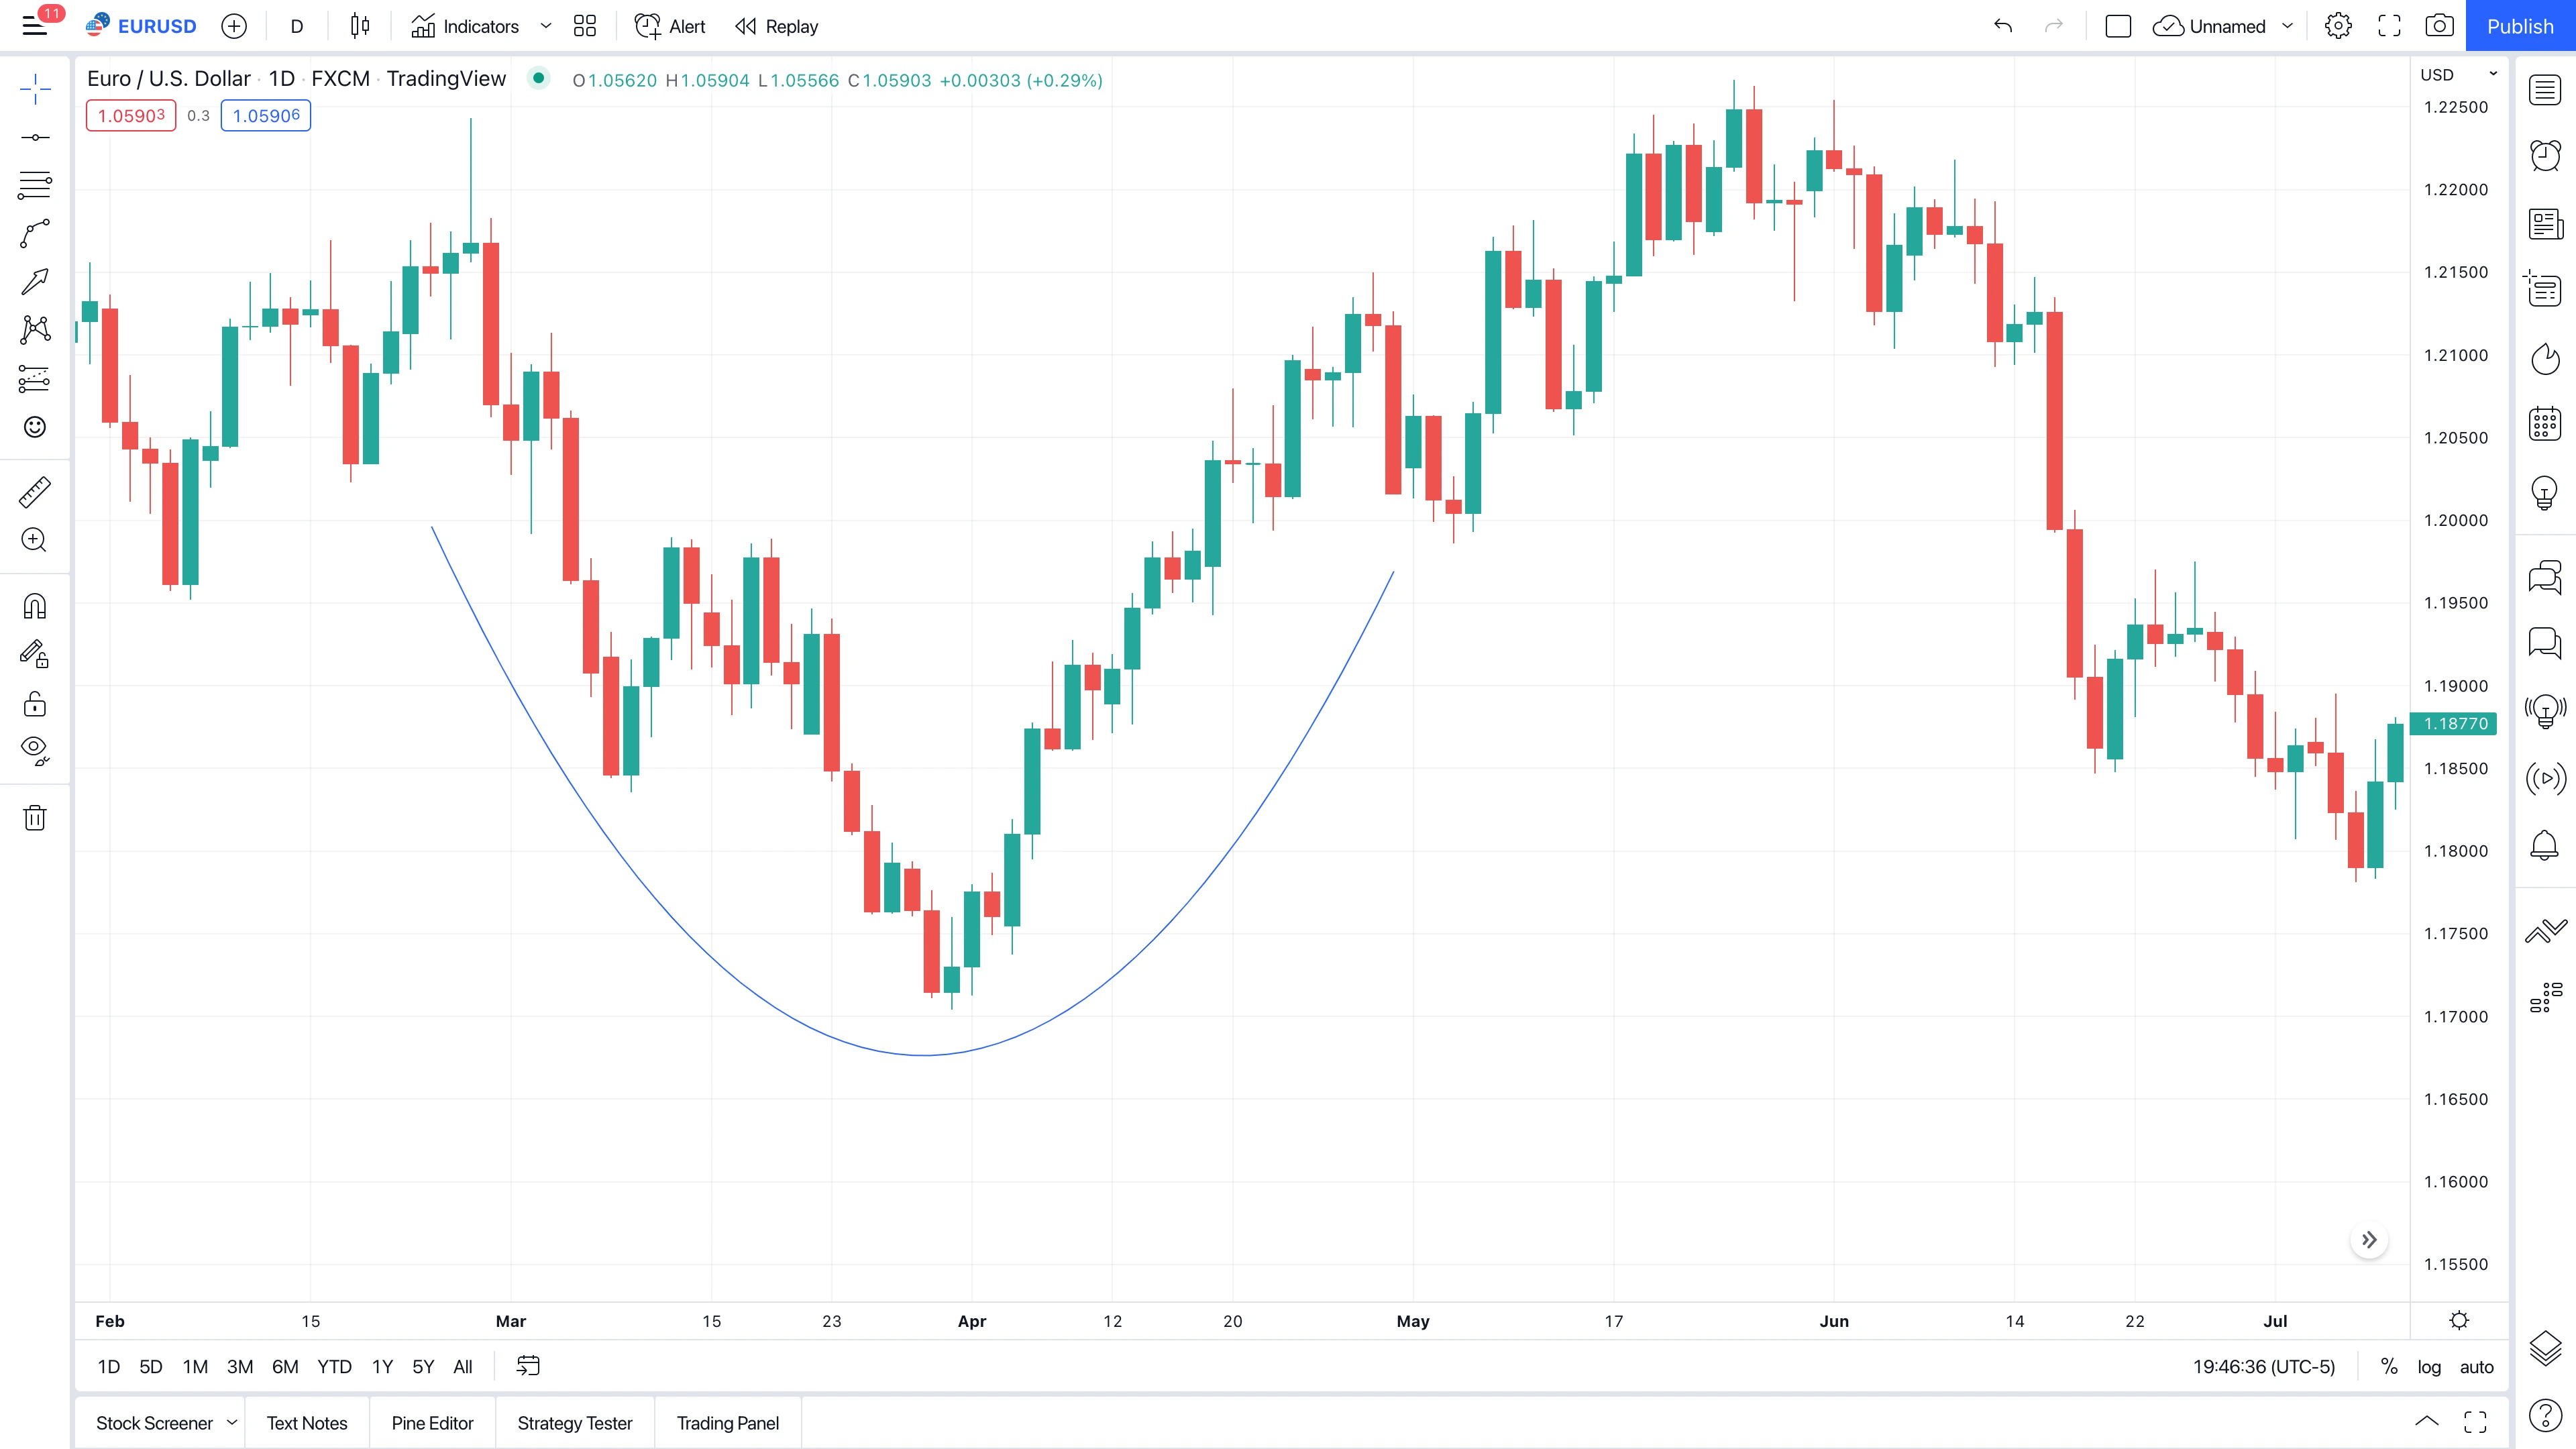 11
EURUSD
D
Indicators
Alert
Replay
Unnamed
Publish
Euro / U.S. Dollar · 1D · FXCM · TradingView
O1.05620 H1.05904 L1.05566 C1.05903 +0.00303 (+0.29%)
1.05903 0.3 1.05906
USD
1.22500
1.22000
1.21500
1.21000
1.20500
1.20000
1.19500
1.19000
1.18770
1.18500
1.18000
1.17500
1.17000
1.16500
1.16000
1.15500
Feb 15 Mar 15 23 Apr 12 20 May 17 Jun 14 22 Jul
1D 5D 1M 3M 6M YTD 1Y 5Y All
19:46:36 (UTC-5) % log auto
Stock Screener Text Notes Pine Editor Strategy Tester Trading Panel